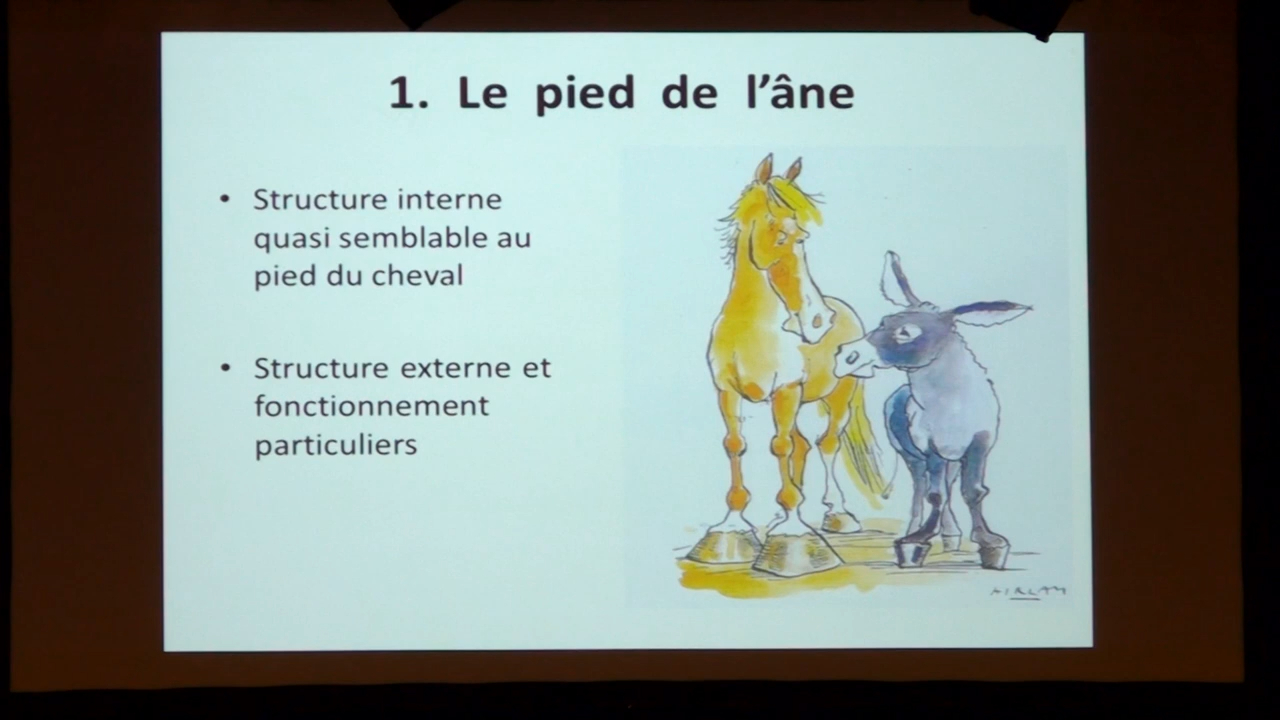 1. Le pied de l’âne
• Structure interne
quasi semblable au
pied du cheval
• Structure externe et
fonctionnement
particuliers